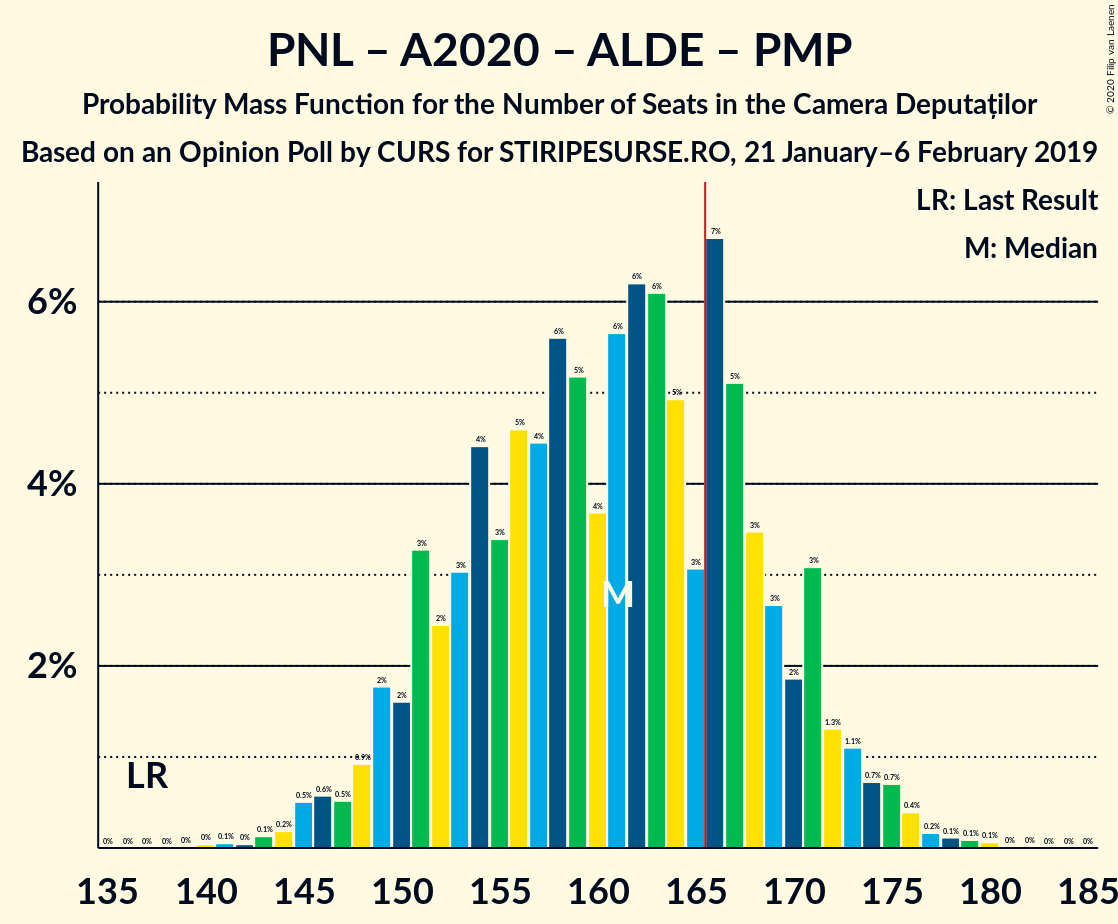 PNL – A2020 – ALDE – PMP
Probability Mass Function for the Number of Seats in the Camera Deputaților
Based on an Opinion Poll by CURS for STIRIPESURSE.RO, 21 January–6 February 2019
© 2020 Filip van Laenen
LR: Last Result
M: Median
6%
4%
2%
LR
M
0% 0% 0% 0% 0% 0% 0.1% 0% 0.1% 0.2% 0.5% 0.6% 0.5% 0.9% 2% 2% 3% 2% 3% 4% 3% 5% 4% 6% 5% 4% 6% 6% 6% 5% 3% 7% 5% 3% 3% 2% 3% 1.3% 1.1% 0.7% 0.7% 0.4% 0.2% 0.1% 0.1% 0.1% 0% 0% 0% 0% 0%
135 140 145 150 155 160 165 170 175 180 185